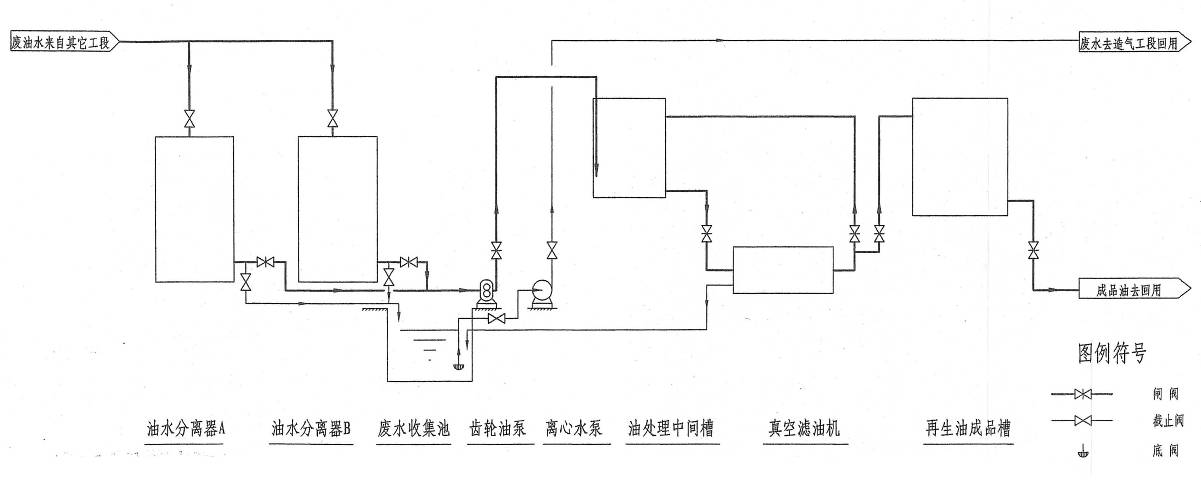 废油水来自其它工段
废水去造气工段回用
成品油去回用
图例符号
闸阀
截止阀
底阀
油水分离器A
油水分离器B
废水收集池
齿轮油泵
离心水泵
油处理中间槽
真空滤油机
再生油成品槽